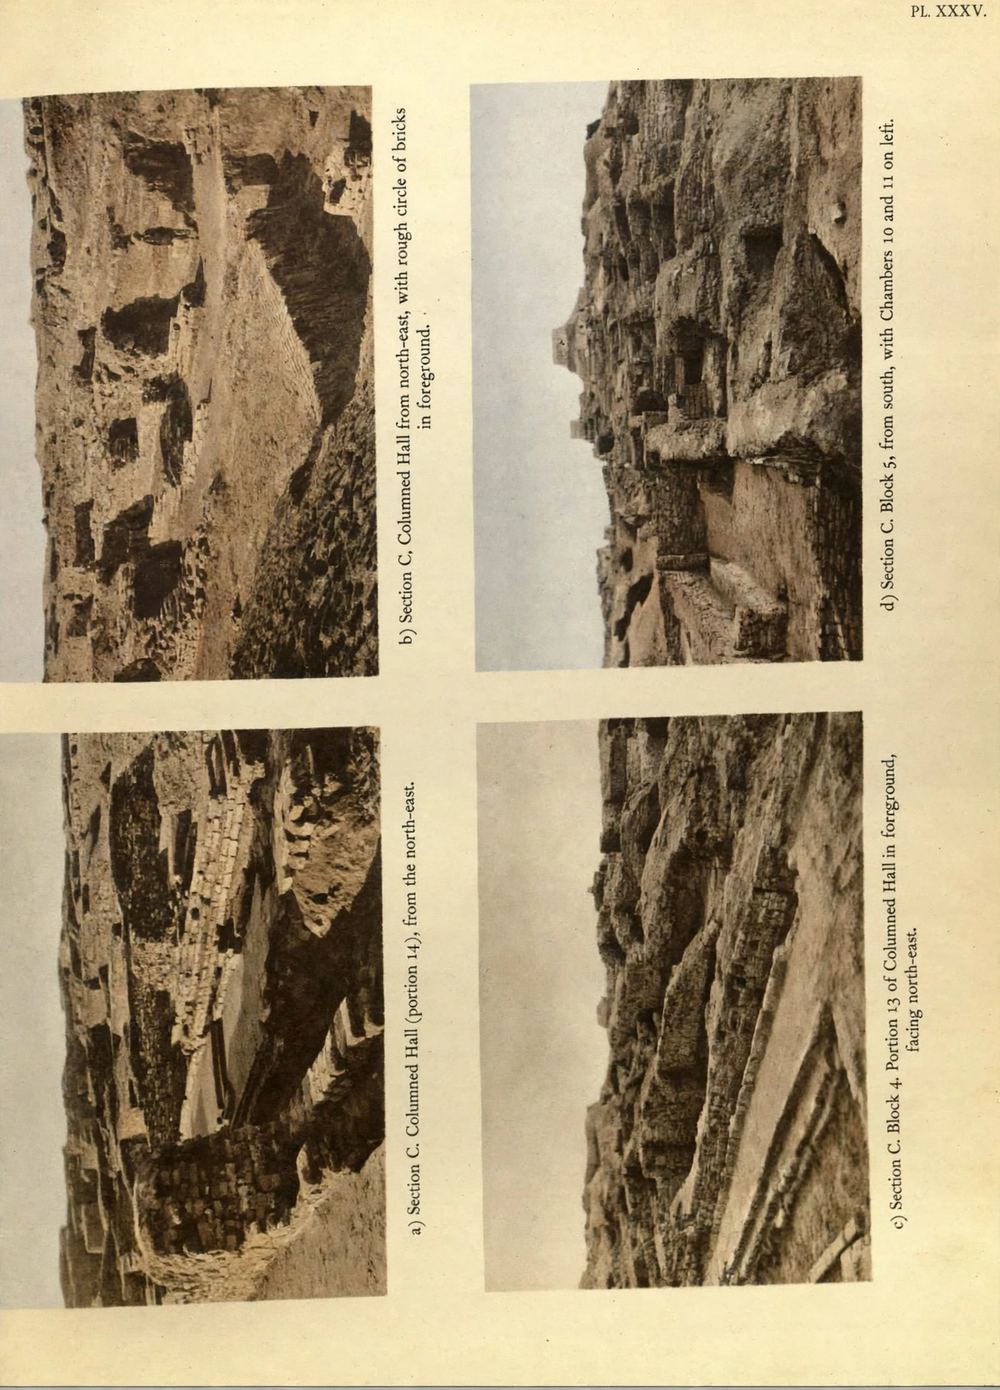 PL. XXXV.
a) Section C. Columned Hall (portion 14), from the north-east.
b) Section C, Columned Hall from north-east, with rough circle of bricks
in foreground.
c) Section C. Block 4. Portion 13 of Columned Hall in forrground,
facing north-east.
d) Section C. Block 5, from south, with Chambers 10 and 11 on left.